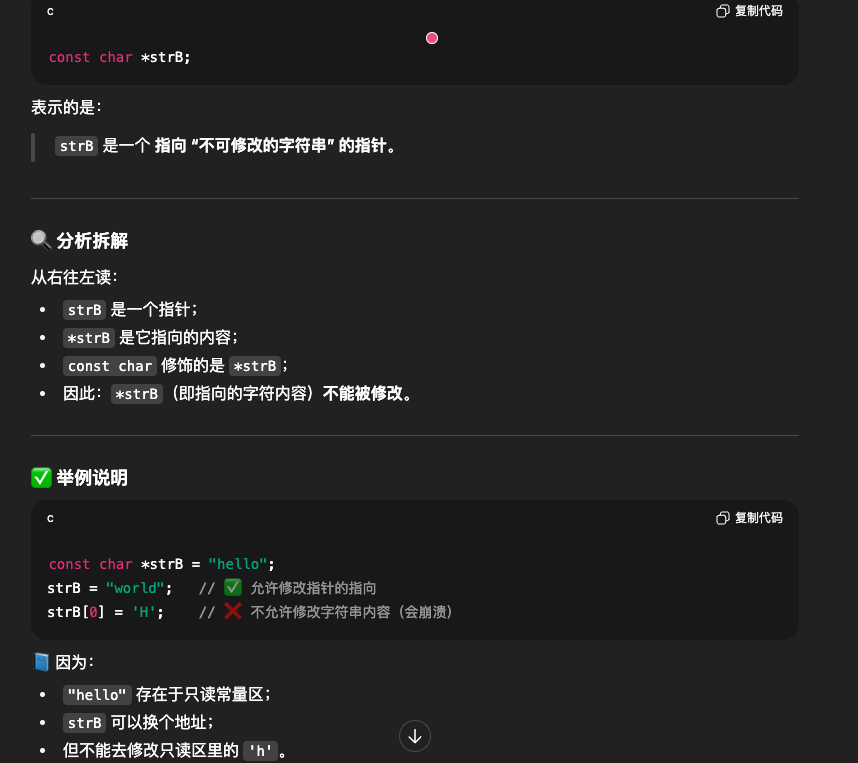 c
复制代码
const char *strB;
表示的是：
strB 是一个 指向 “不可修改的字符串” 的指针。
🔍 分析拆解
从右往左读：
• strB 是一个指针；
• *strB 是它指向的内容；
• const char 修饰的是 *strB；
• 因此：*strB（即指向的字符内容）不能被修改。
✅ 举例说明
c
复制代码
const char *strB = "hello";
strB = "world";   // ✅ 允许修改指针的指向
strB[0] = 'H';    // ❌ 不允许修改字符串内容（会崩溃）
📘 因为：
• "hello" 存在于只读常量区；
• strB 可以换个地址；
• 但不能去修改只读区里的 'h'。